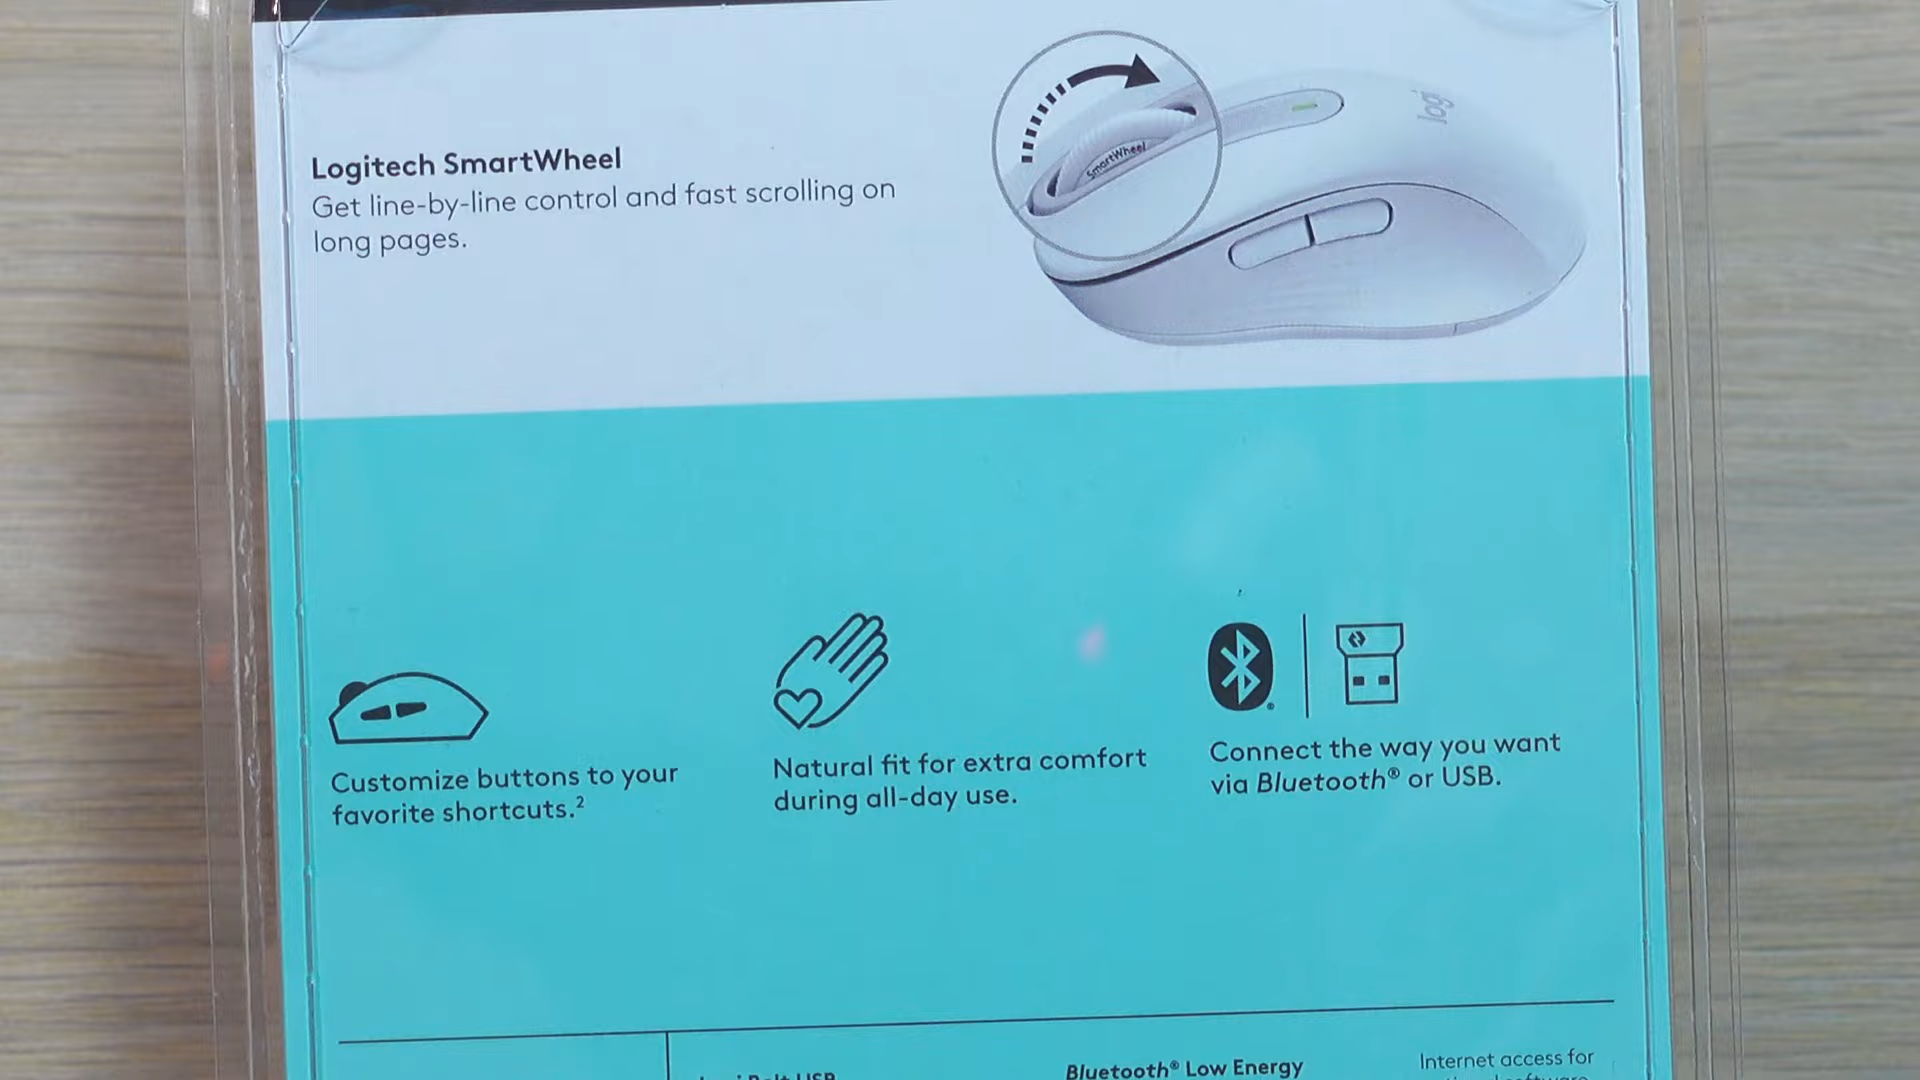 Logitech SmartWheel
Get line-by-line control and fast scrolling on
long pages.
SmartWheel
logi
Customize buttons to your
favorite shortcuts.²
Natural fit for extra comfort
during all-day use.
Connect the way you want
via Bluetooth® or USB.
USB
Bluetooth® Low Energy
Internet access for